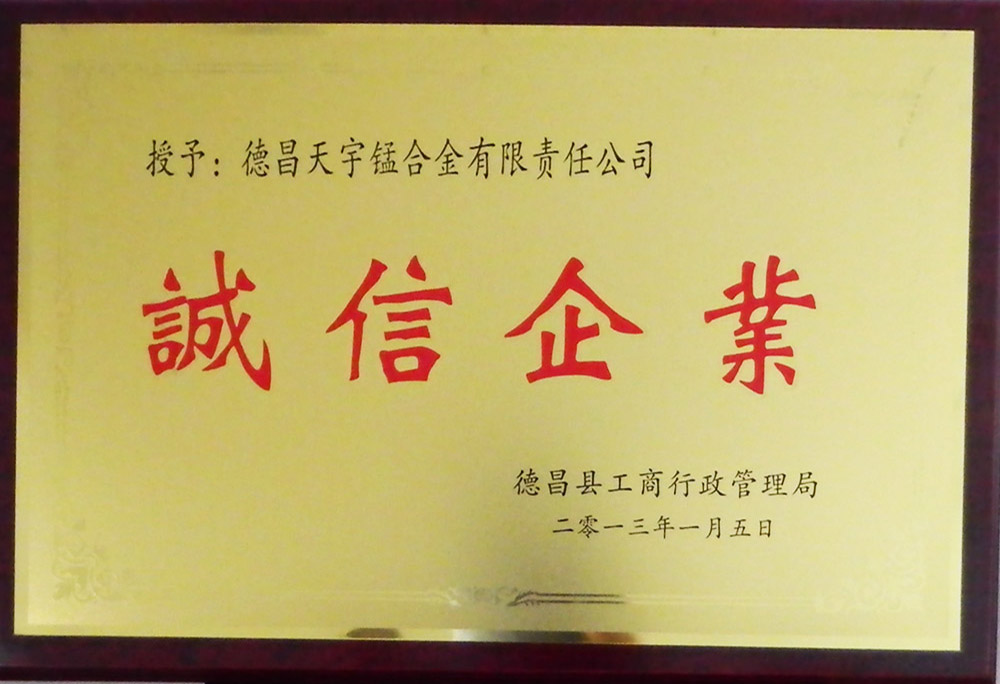 授予：德昌天宇锰合金有限责任公司
誠信企業
德昌县工商行政管理局
二零一三年一月五日